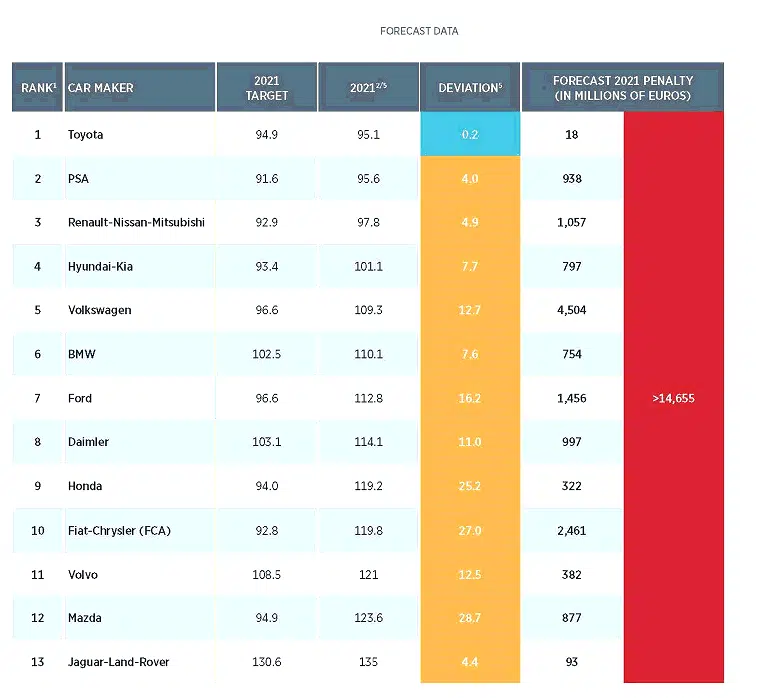 FORECAST DATA
RANK¹ CAR MAKER 2021 TARGET 2021²/⁵ DEVIATION⁵ FORECAST 2021 PENALTY (IN MILLIONS OF EUROS)
1 Toyota 94.9 95.1 0.2 18
2 PSA 91.6 95.6 4.0 938
3 Renault-Nissan-Mitsubishi 92.9 97.8 4.9 1,057
4 Hyundai-Kia 93.4 101.1 7.7 797
5 Volkswagen 96.6 109.3 12.7 4,504
6 BMW 102.5 110.1 7.6 754
7 Ford 96.6 112.8 16.2 1,456 >14,655
8 Daimler 103.1 114.1 11.0 997
9 Honda 94.0 119.2 25.2 322
10 Fiat-Chrysler (FCA) 92.8 119.8 27.0 2,461
11 Volvo 108.5 121 12.5 382
12 Mazda 94.9 123.6 28.7 877
13 Jaguar-Land-Rover 130.6 135 4.4 93